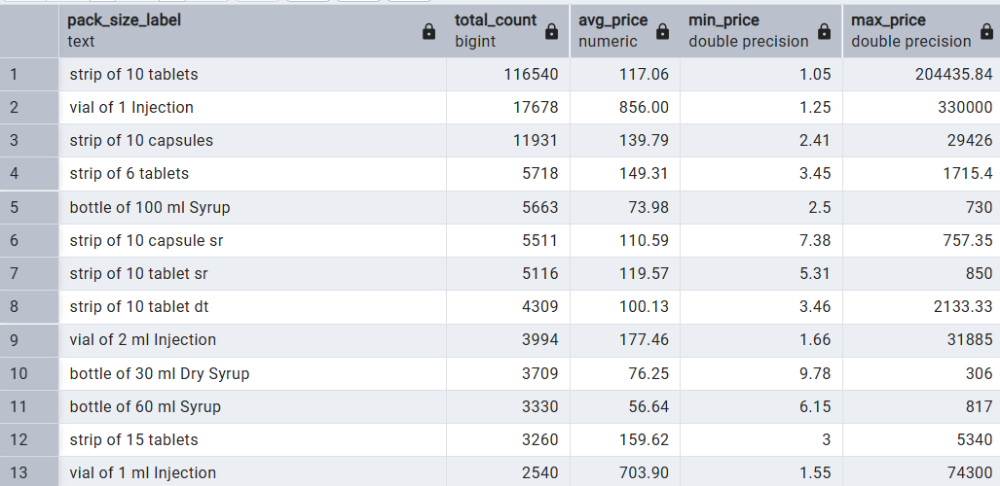 pack_size_label total_count avg_price min_price max_price
text bigint numeric double precision double precision
1 strip of 10 tablets 116540 117.06 1.05 204435.84
2 vial of 1 Injection 17678 856.00 1.25 330000
3 strip of 10 capsules 11931 139.79 2.41 29426
4 strip of 6 tablets 5718 149.31 3.45 1715.4
5 bottle of 100 ml Syrup 5663 73.98 2.5 730
6 strip of 10 capsule sr 5511 110.59 7.38 757.35
7 strip of 10 tablet sr 5116 119.57 5.31 850
8 strip of 10 tablet dt 4309 100.13 3.46 2133.33
9 vial of 2 ml Injection 3994 177.46 1.66 31885
10 bottle of 30 ml Dry Syrup 3709 76.25 9.78 306
11 bottle of 60 ml Syrup 3330 56.64 6.15 817
12 strip of 15 tablets 3260 159.62 3 5340
13 vial of 1 ml Injection 2540 703.90 1.55 74300